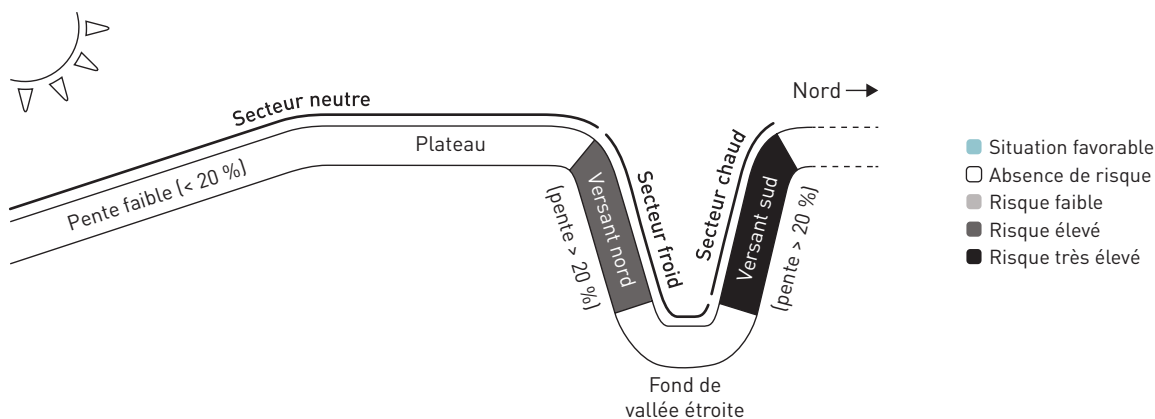 Secteur neutre
Nord
Plateau
Pente faible (< 20 %)
Versant nord
(pente > 20 %)
Secteur froid
Secteur chaud
Versant sud
(pente > 20 %)
Fond de
vallée étroite
Situation favorable
Absence de risque
Risque faible
Risque élevé
Risque très élevé